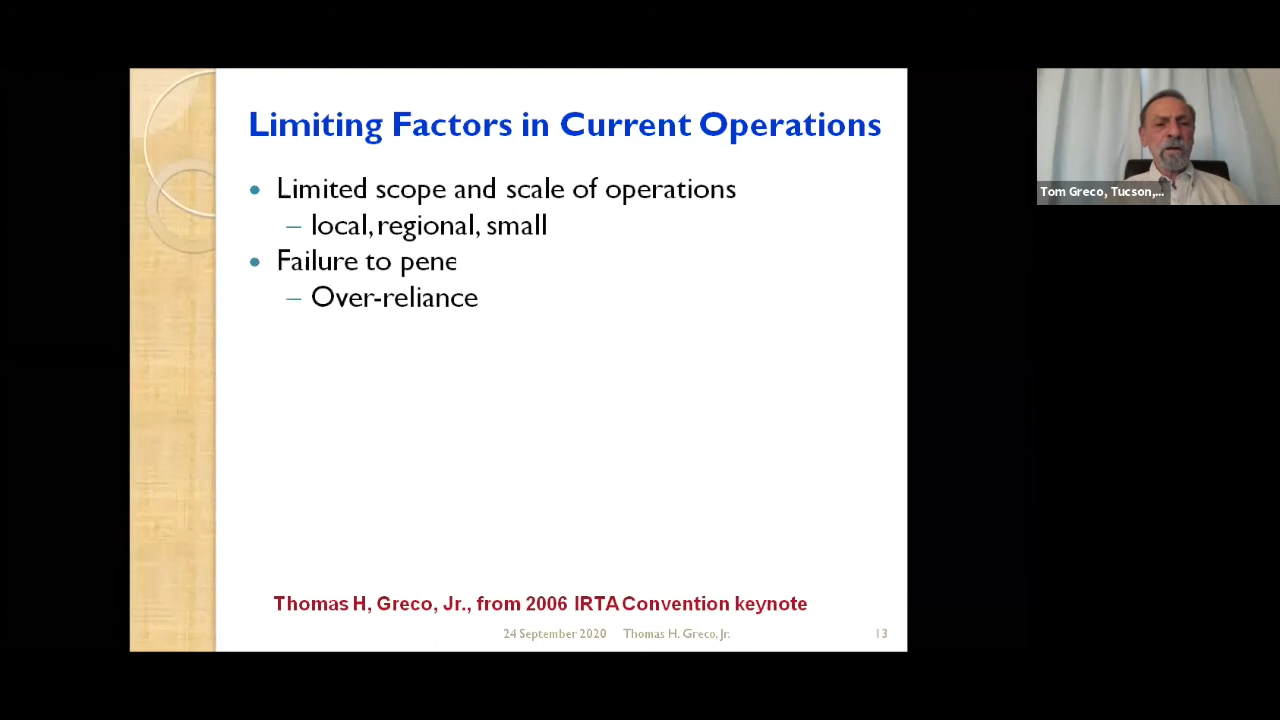 Limiting Factors in Current Operations
• Limited scope and scale of operations
– local, regional, small
• Failure to pene
– Over-reliance
Thomas H, Greco, Jr., from 2006 IRTA Convention keynote
24 September 2020 Thomas H. Greco, Jr. 13
Tom Greco, Tucson,...